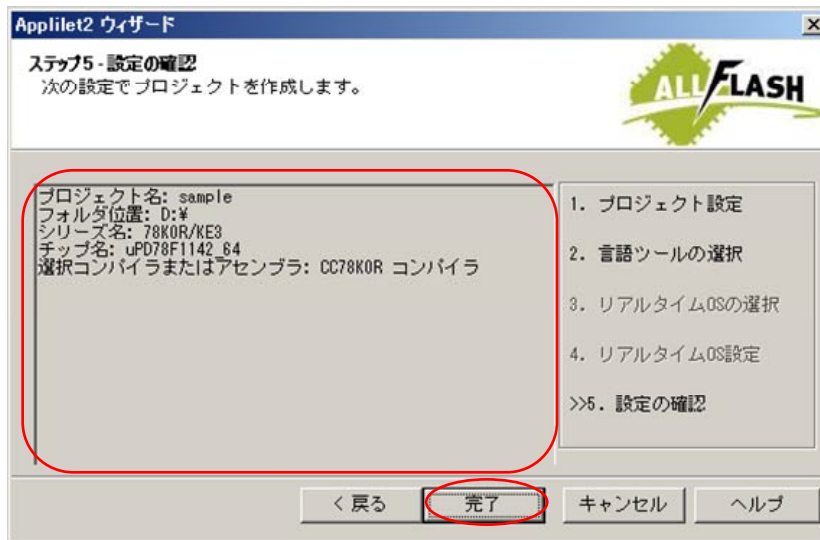 Applilet2 ウィザード
ステップ5 - 設定の確認
次の設定でプロジェクトを作成します。
ALL FLASH
プロジェクト名: sample
フォルダ位置: D:¥
シリーズ名: 78K0R/KE3
チップ名: uPD78F1142_64
選択コンパイラまたはアセンブラ: CC78K0R コンパイラ
1. プロジェクト設定
2. 言語ツールの選択
3. リアルタイムOSの選択
4. リアルタイムOS設定
>>5. 設定の確認
< 戻る
完了
キャンセル
ヘルプ